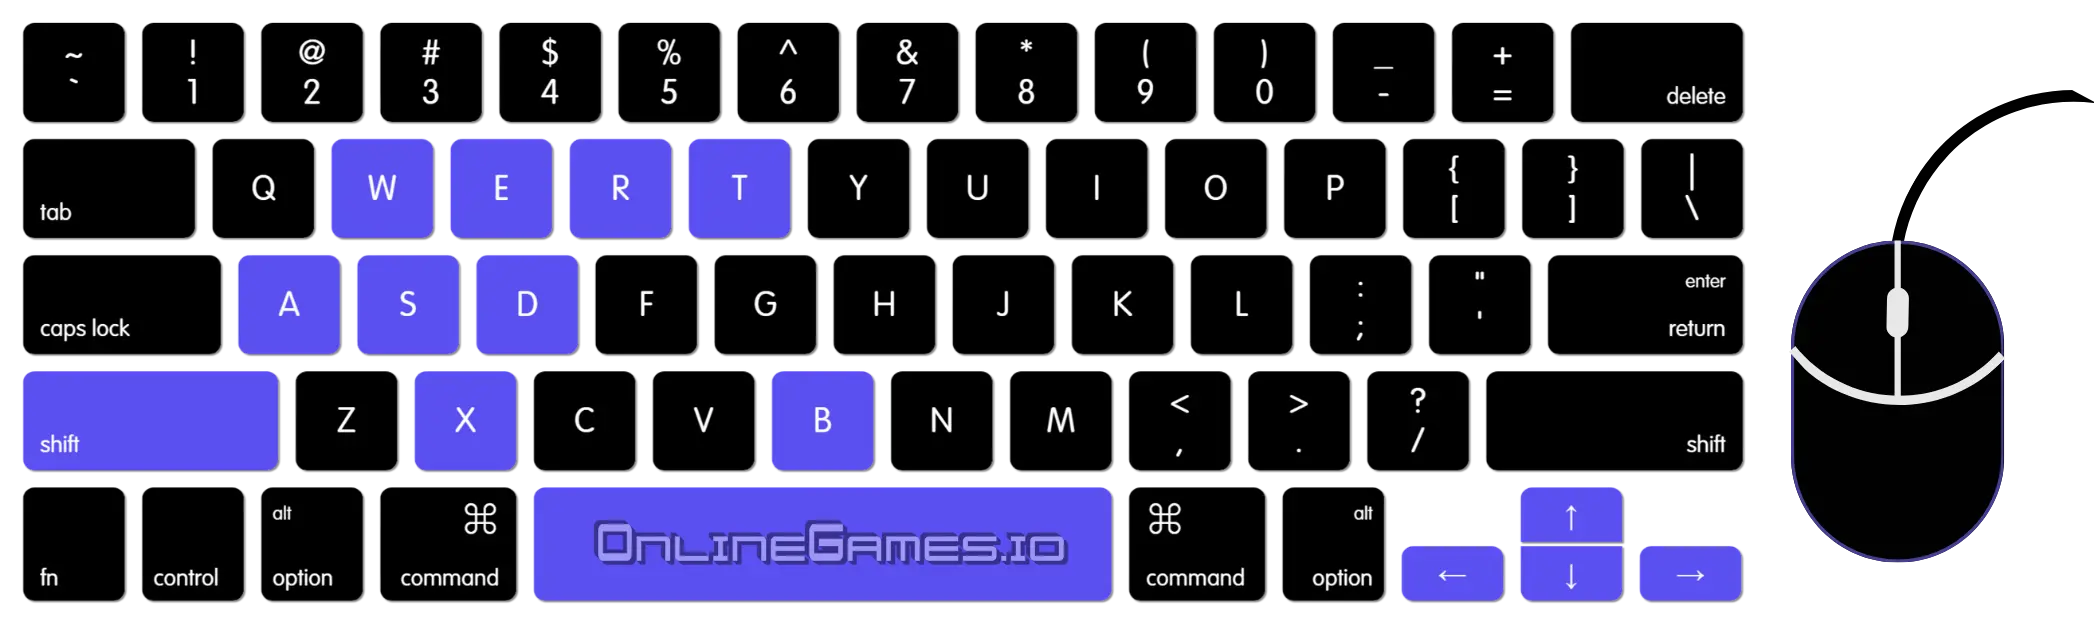 ~ ! @ # $ % ^ & * ( ) _ +
` 1 2 3 4 5 6 7 8 9 0 - = delete
tab Q W E R T Y U I O P { [ } ] | \
caps lock A S D F G H J K L : ; " ' enter return
shift Z X C V B N M < , > . ? / shift
fn control alt option ⌘ command OnlineGames.io ⌘ command alt option ← ↑ ↓ →